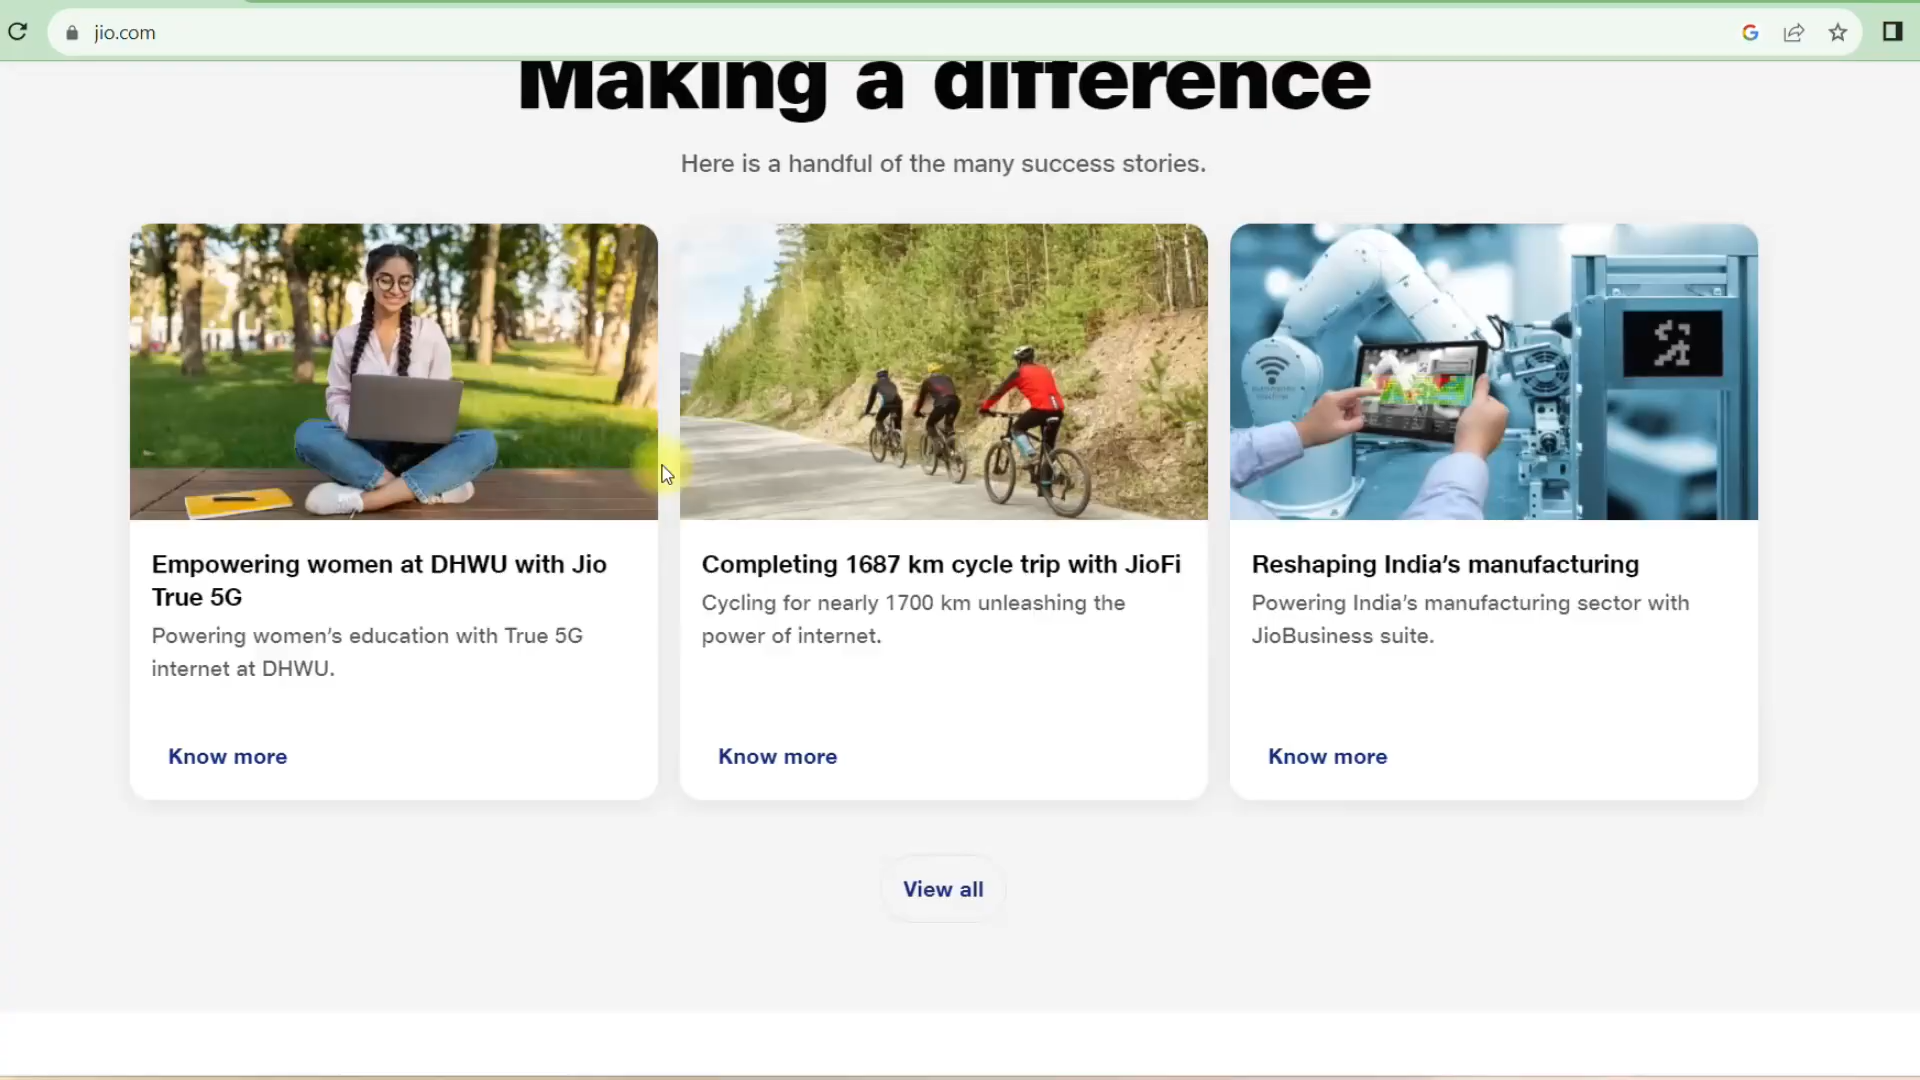 jio.com
Making a difference
Here is a handful of the many success stories.
Empowering women at DHWU with Jio
True 5G
Powering women’s education with True 5G
internet at DHWU.
Know more
Completing 1687 km cycle trip with JioFi
Cycling for nearly 1700 km unleashing the
power of internet.
Know more
Reshaping India’s manufacturing
Powering India’s manufacturing sector with
JioBusiness suite.
Know more
View all